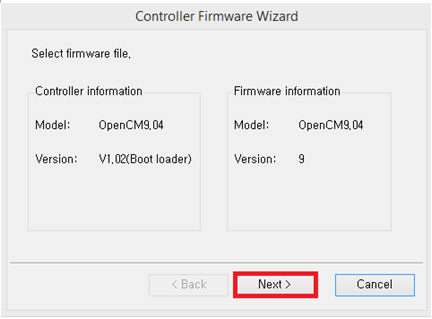 Controller Firmware Wizard
Select firmware file,
Controller information
Model: OpenCM9,04
Version: V1,02(Boot loader)
Firmware information
Model: OpenCM9,04
Version: 9
< Back
Next >
Cancel